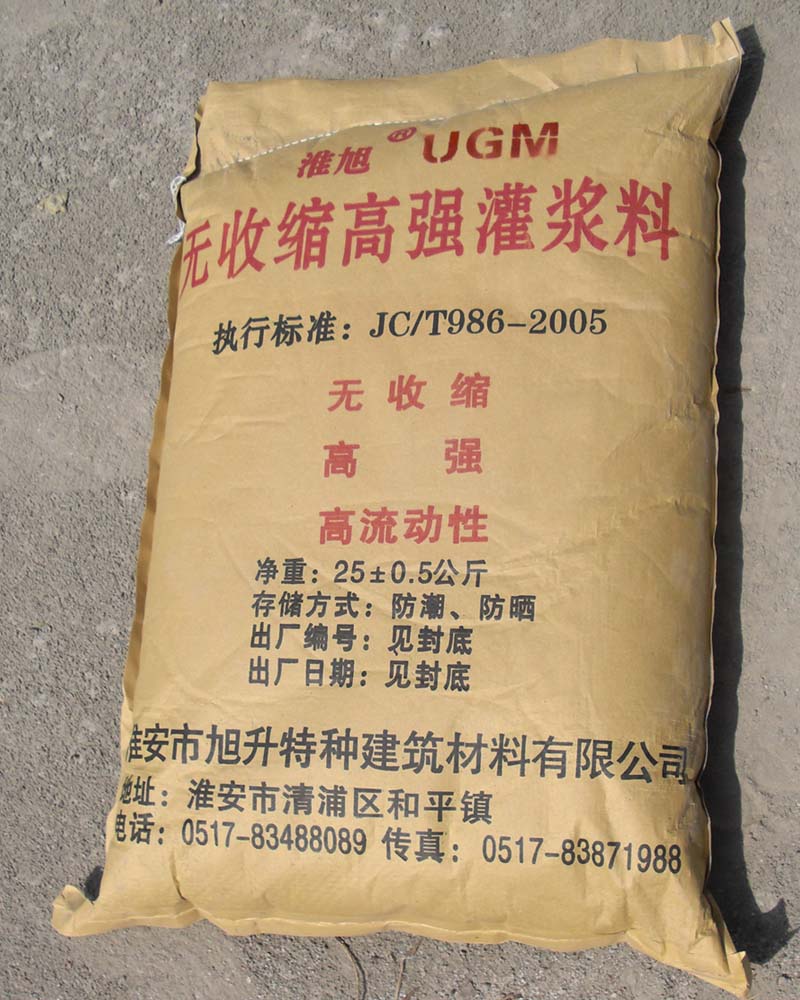 淮旭® UGM
无收缩高强灌浆料
执行标准：JC/T986-2005
无收缩
高强
高流动性
净重：25±0.5公斤
存储方式：防潮、防晒
出厂编号：见封底
出厂日期：见封底
淮安市旭升特种建筑材料有限公司
地址：淮安市清浦区和平镇
电话：0517-83488089 传真：0517-83871988